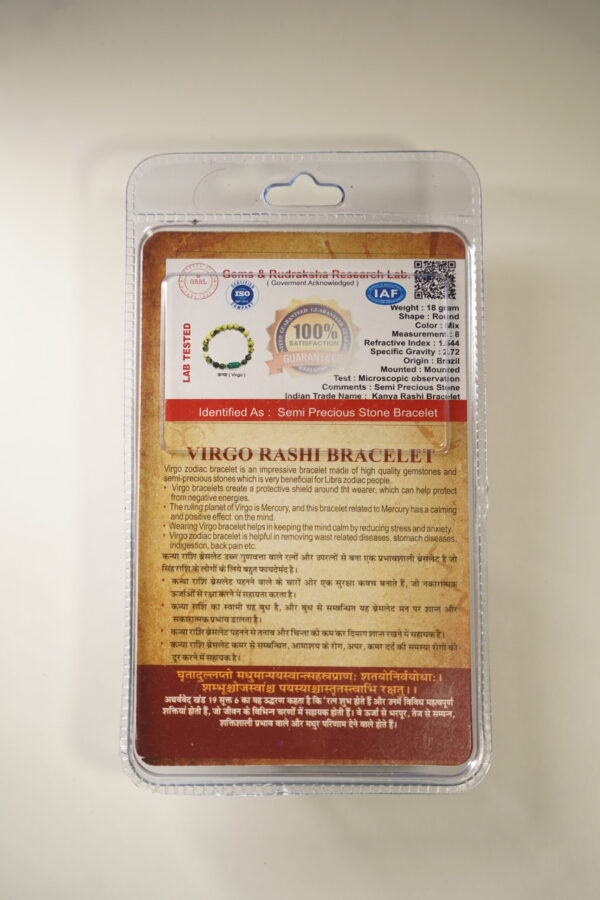 Gems & Rudraksha Research Lab.
( Goverment Acknowledged )
GRRL
LAB TESTED
CERTIFIED
ISO
COMPANY
IAF
कन्या ( Virgo )
100%
SATISFACTION
GUARANTEED
Weight : 18 gram
Shape : Round
Color : Mix
Measurement : 8
Refractive Index : 1.544
Specific Gravity : 2.72
Origin : Brazil
Mounted : Mounted
Test : Microscopic observation
Comments : Semi Precious Stone
Indian Trade Name : Kanya Rashi Bracelet
Identified As : Semi Precious Stone Bracelet
VIRGO RASHI BRACELET
Virgo zodiac bracelet is an impressive bracelet made of high quality gemstones and
semi-precious stones which is very beneficial for Libra zodiac people.
• Virgo bracelets create a protective shield around tht wearer, which can help protect
from negative energies.
• The ruling planet of Virgo is Mercury, and this bracelet related to Mercury has a calming
and positive effect on the mind.
• Wearing Virgo bracelet helps in keeping the mind calm by reducing stress and anxiety.
• Virgo zodiac bracelet is helpful in removing waist related diseases, stomach diseases,
indigestion, back pain etc.
कन्या राशि ब्रेसलेट उच्च गुणवत्ता वाले रत्नों और उपरत्नों से बना एक प्रभावशाली ब्रेसलेट है जो
सिंह राशि के लोगों के लिये बहुत फायदेमंद है।
• कन्या राशि ब्रेसलेट पहनने वाले के चारों ओर एक सुरक्षा कवच बनाते हैं, जो नकारात्मक
ऊर्जाओं से रक्षा करने में सहायता करता है।
• कन्या राशि का स्वामी ग्रह बुध है, और बुध से सम्बन्धित यह ब्रेसलेट मन पर शान्त और
सकारात्मक प्रभाव डालता है।
• कन्या राशि ब्रेसलेट पहनने से तनाव और चिन्ता को कम कर दिमाग शान्त रखने में सहायक है।
• कन्या राशि ब्रेसलेट कमर से सम्बन्धित, आमाशय के रोग, अपर, कमर दर्द की समस्या रोगों को
दूर करने में सहायक है।
घृतादुल्लप्तो मधुमान्पयस्वान्त्सहस्त्रप्राणः शतयोनिर्वयोधाः।
शम्भूश्चोजस्वांश्च पयस्याश्चास्तृतस्त्वाभि रक्षतु।।
अथर्ववेद खंड 19 सुक्त 6 का यह उद्धरण कहता है कि 'रत्न शुभ होते हैं और उनमें विविध महत्वपूर्ण
शक्तियां होती हैं, जो जीवन के विभिन्न चरणों में सहायक होती हैं। वे ऊर्जा से भरपूर, तेज से सम्पन्न,
शक्तिशाली प्रभाव वाले और मधुर परिणाम देने वाले होते हैं।